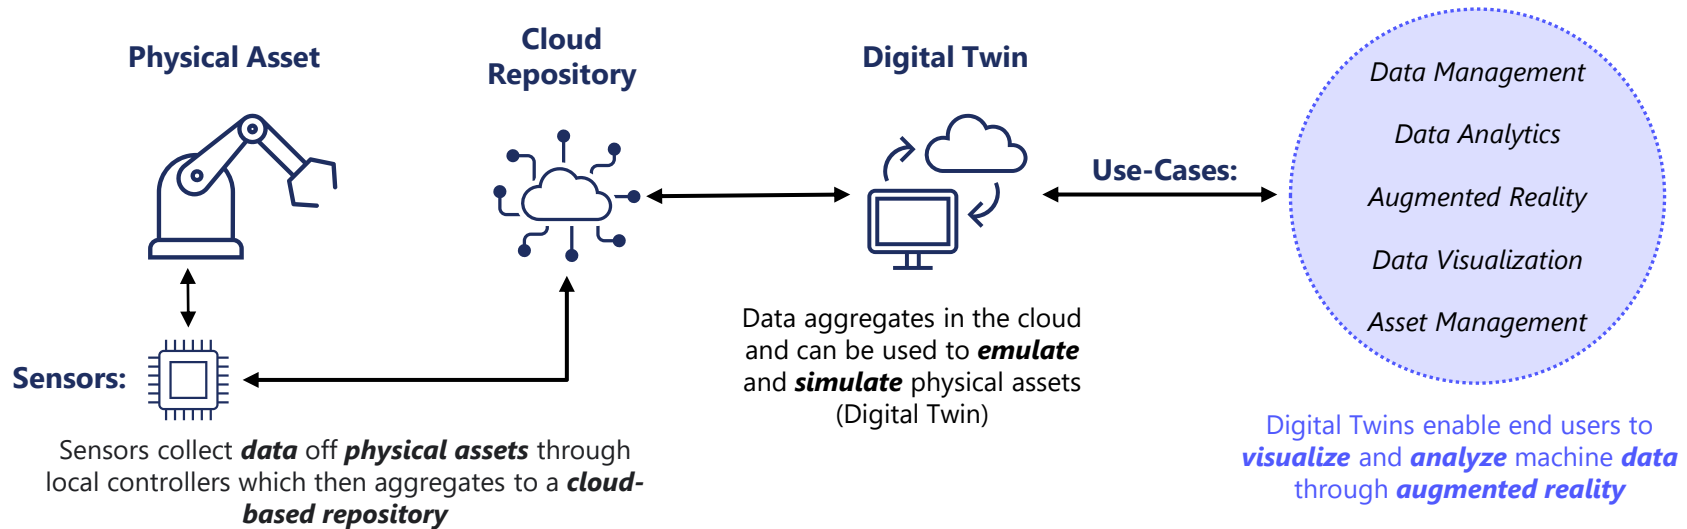 Physical Asset
Cloud
Repository
Digital Twin
Use-Cases:
Data Management
Data Analytics
Augmented Reality
Data Visualization
Asset Management
Sensors:
Sensors collect data off physical assets through
local controllers which then aggregates to a cloud-
based repository
Data aggregates in the cloud
and can be used to emulate
and simulate physical assets
(Digital Twin)
Digital Twins enable end users to
visualize and analyze machine data
through augmented reality